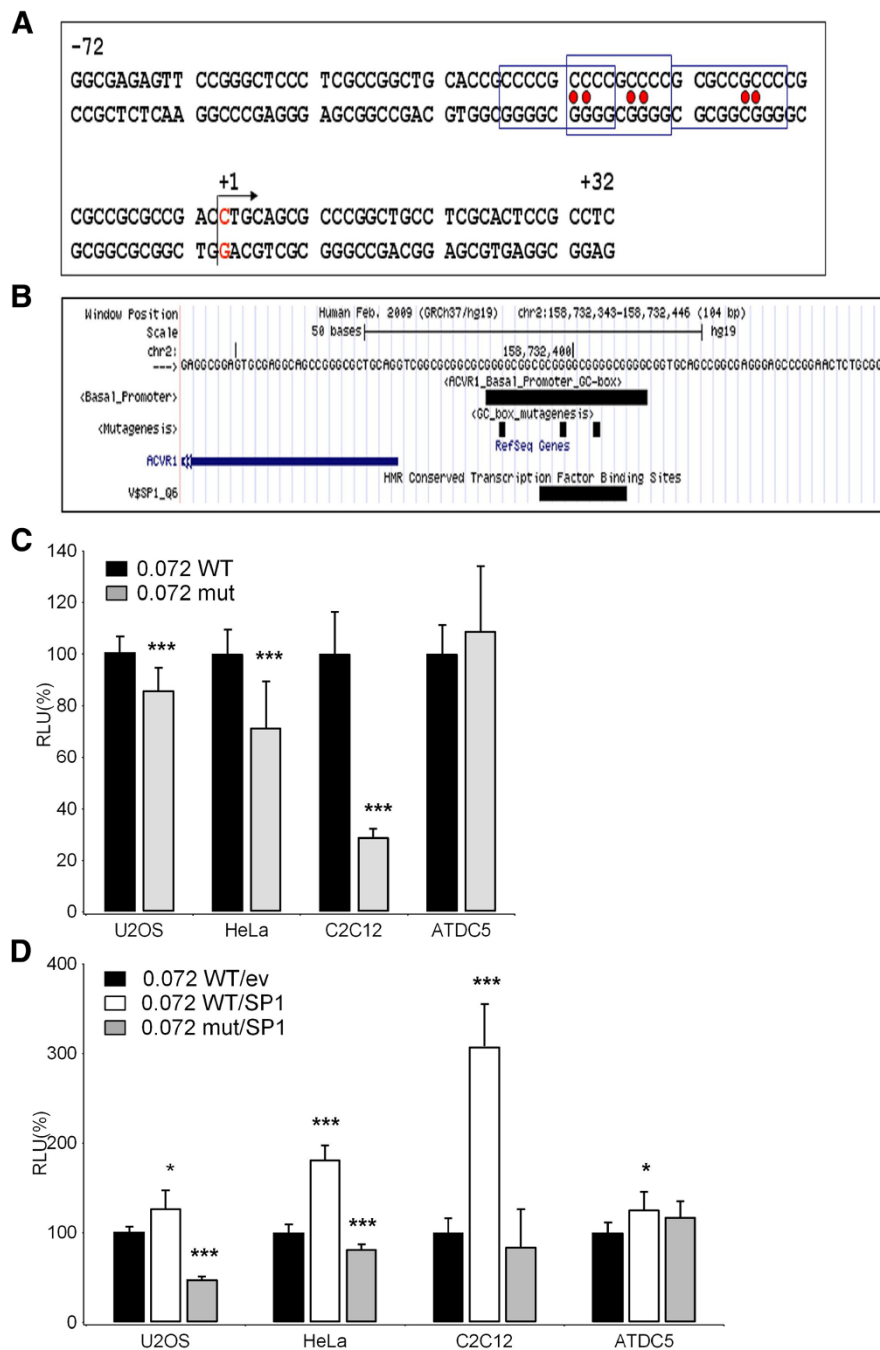 A
-72
GGCGAGAGTT CCGGGCTCCC TCGCCGGCTG CACCGCCCCG CCCCGCCCCG CGCCGCCCCG
CCGCTCTCAA GGCCCGAGGG AGCGGCCGAC GTGGCGGGGC GGGGCGGGGC GCGGCGGGGC
+1 +32
CGCCGCGCCG ACCTGCAGCG CCCGGCTGCC TCGCACTCCG CCTC
GCGGCGCGGC TGGACGTCGC GGGCCGACGG AGCGTGAGGC GGAG
B
Window Position Human Feb. 2009 (GRCh37/hg19) chr2:158,732,343-158,732,446 (104 bp)
Scale 50 bases hg19
chr2: 158,732,400
--->
<ACVR1_Basal_Promoter_GC-box>
<Basal_Promoter>
<GC_box_mutagenesis>
<Mutagenesis>
RefSeq Genes
ACVR1
HMR Conserved Transcription Factor Binding Sites
V$SP1_Q6
C
0.072 WT
0.072 mut
RLU(%)
140
120
100
80
60
40
20
0
*** *** ***
U2OS HeLa C2C12 ATDC5
D
0.072 WT/ev
0.072 WT/SP1
0.072 mut/SP1
RLU(%)
400
300
200
100
0
* *** *** *** *** *
U2OS HeLa C2C12 ATDC5